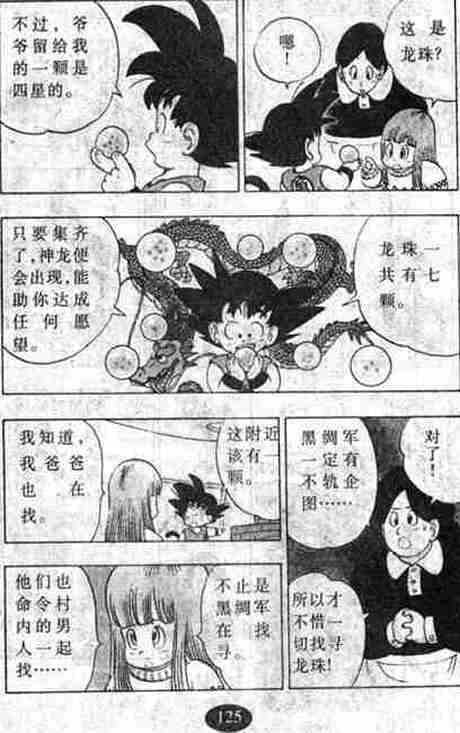 这是
龙珠?
嗯!
不过,爷
爷留给我
的一颗是
四星的。
龙珠一
共有七
颗。
只要集齐
了,神龙便
会出现,能
助你达成
任何愿
望。
这附近
该有一
颗。
我知道,
我爸爸
也在
找。
对了!
黑绸军
一定有
不轨企
图……
所以才
不惜一
切找寻
龙珠!
不止是
黑绸军
在找
寻。
他们也
命令村
内的男
人一起
找……
125